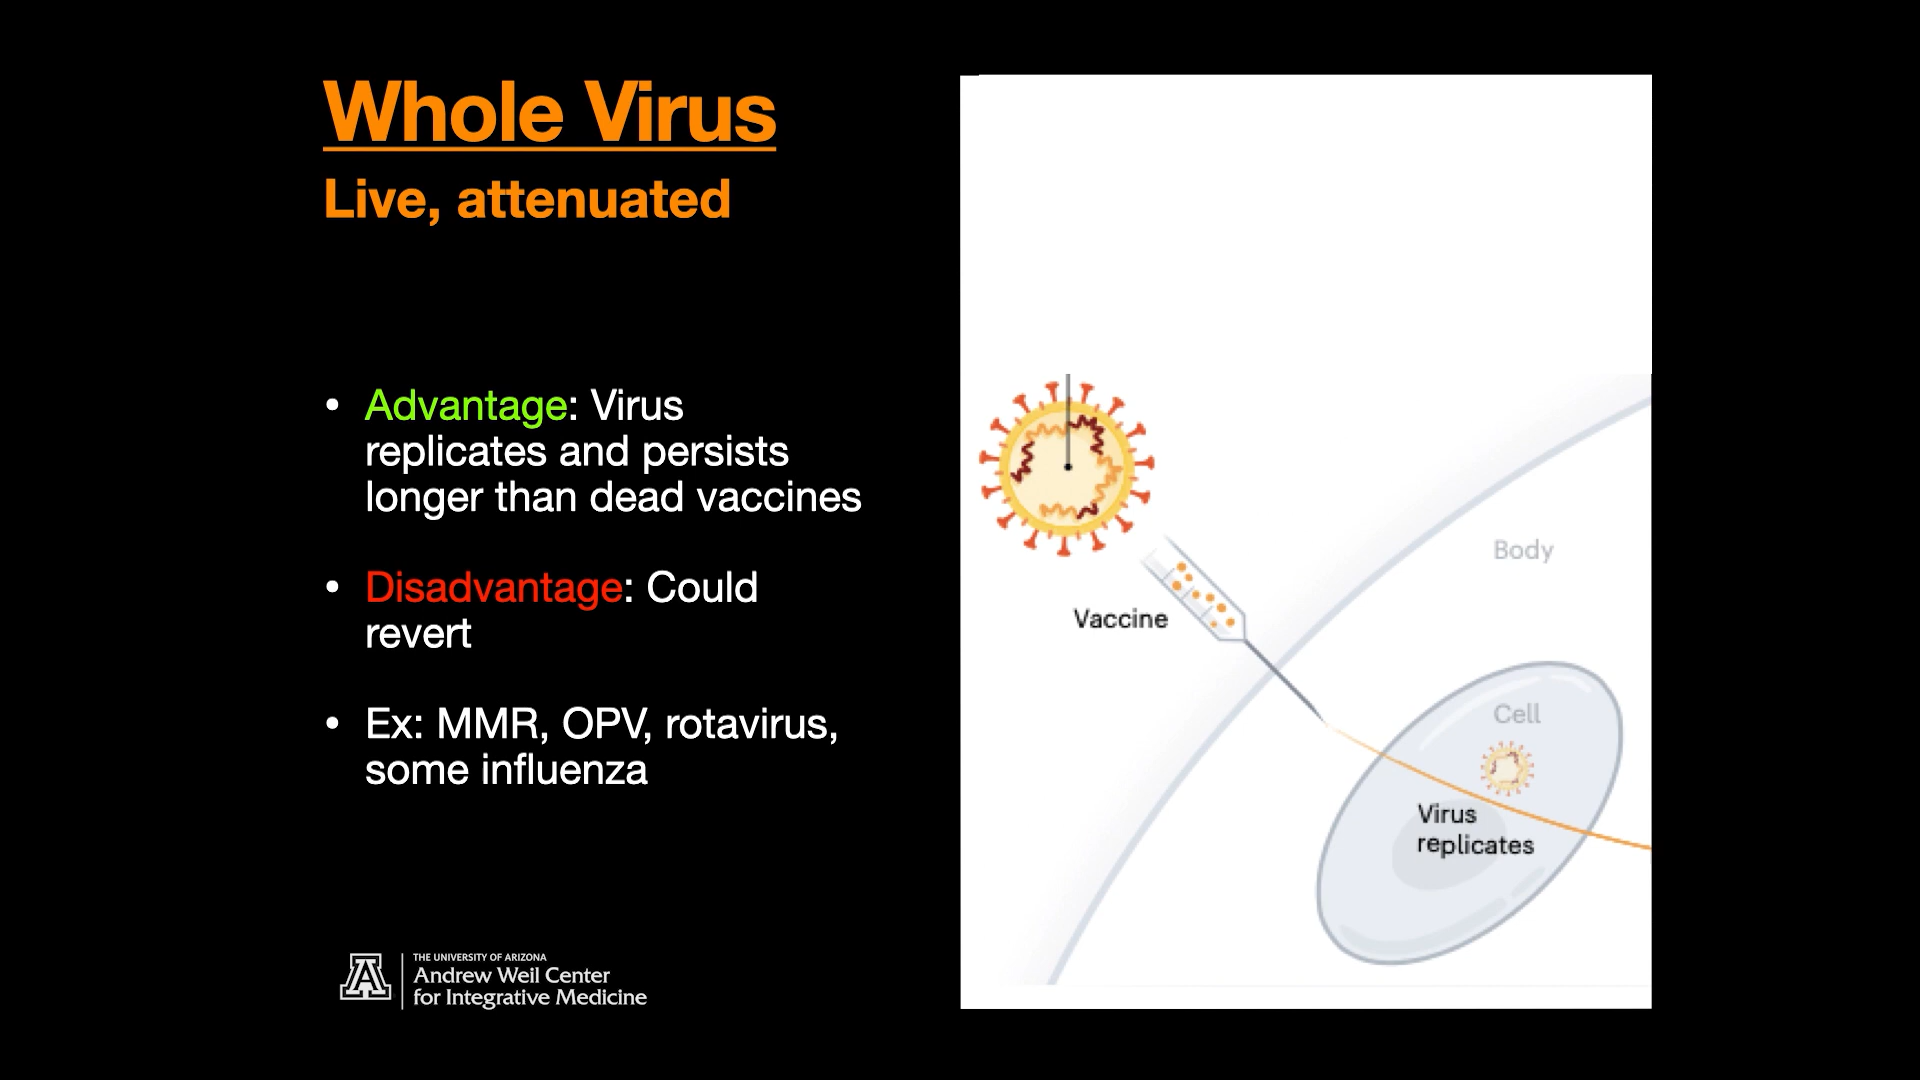 Whole Virus
Live, attenuated
• Advantage: Virus
replicates and persists
longer than dead vaccines
• Disadvantage: Could
revert
• Ex: MMR, OPV, rotavirus,
some influenza
Body
Vaccine
Cell
Virus
replicates
A
THE UNIVERSITY OF ARIZONA
Andrew Weil Center
for Integrative Medicine